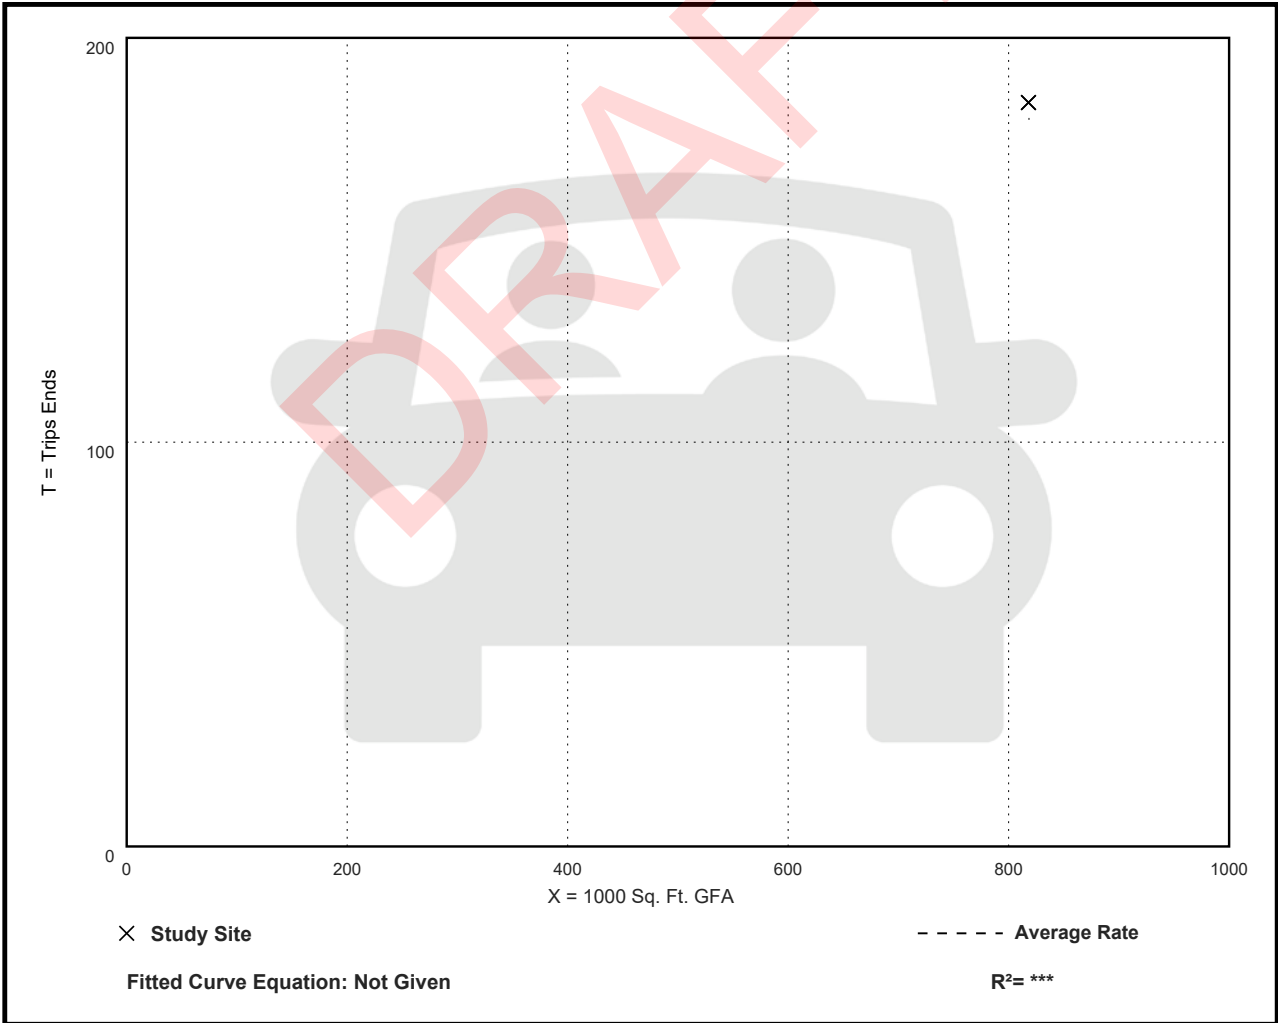 DRAF
200
100
0
T = Trips Ends
0 200 400 600 800 1000
X = 1000 Sq. Ft. GFA
Study Site
Average Rate
Fitted Curve Equation: Not Given
R²= ***